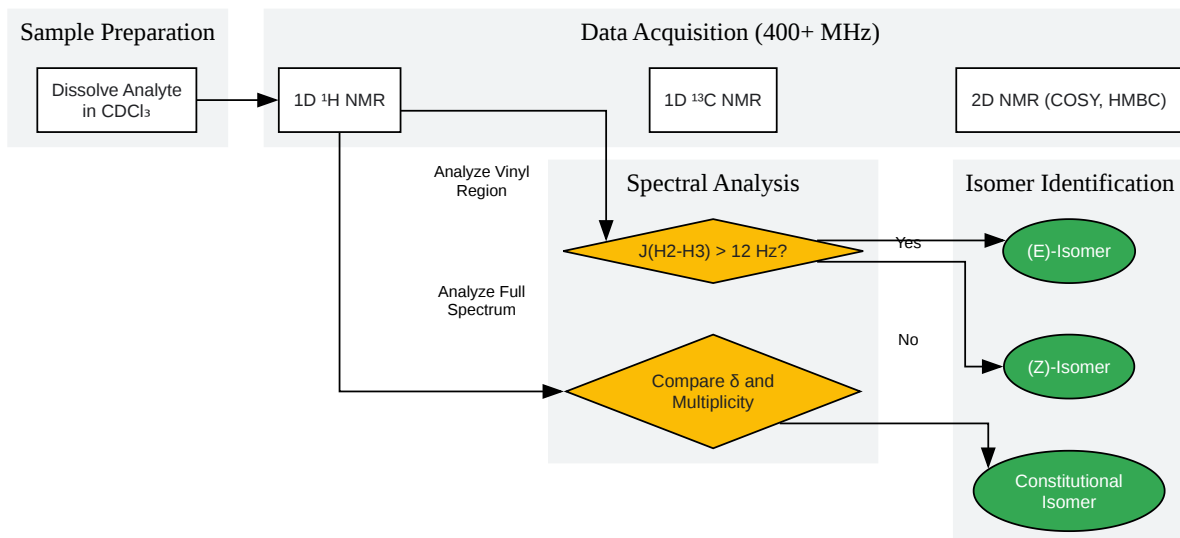 Sample Preparation
Data Acquisition (400+ MHz)
Dissolve Analyte
in CDCl₃
1D ¹H NMR
1D ¹³C NMR
2D NMR (COSY, HMBC)
Analyze Vinyl
Region
Spectral Analysis
Isomer Identification
J(H2-H3) > 12 Hz?
Yes
(E)-Isomer
Analyze Full
Spectrum
No
(Z)-Isomer
Compare δ and
Multiplicity
Constitutional
Isomer